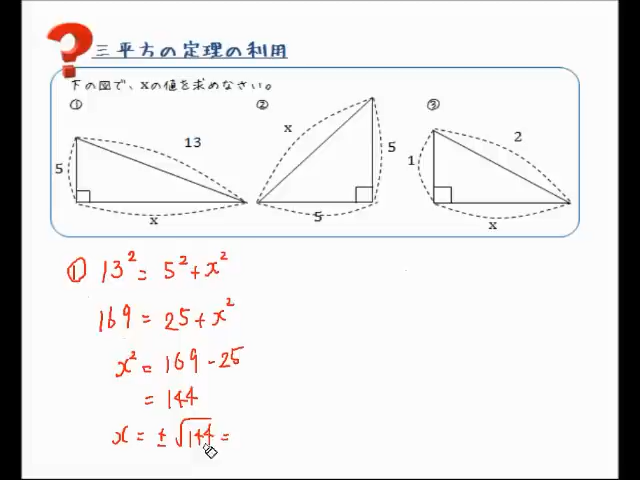 三平方の定理の利用
下の図で、xの値を求めなさい。
① ② ③
5 13 x
x 5 5
1 2 x
① 13² = 5² + x²
169 = 25 + x²
x² = 169 - 25
= 144
x = ± √144 =